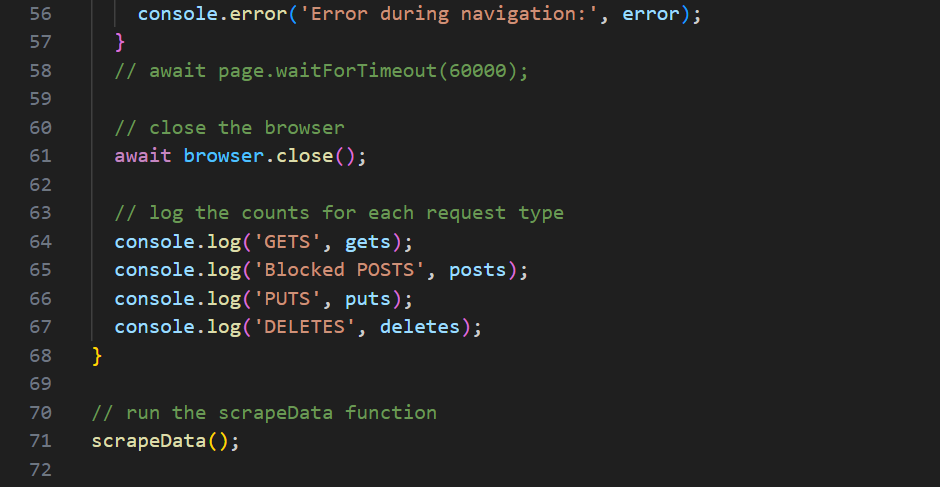 56 console.error('Error during navigation:', error);
57 }
58 // await page.waitForTimeout(60000);
59
60 // close the browser
61 await browser.close();
62
63 // log the counts for each request type
64 console.log('GETS', gets);
65 console.log('Blocked POSTS', posts);
66 console.log('PUTS', puts);
67 console.log('DELETES', deletes);
68 }
69
70 // run the scrapeData function
71 scrapeData();
72